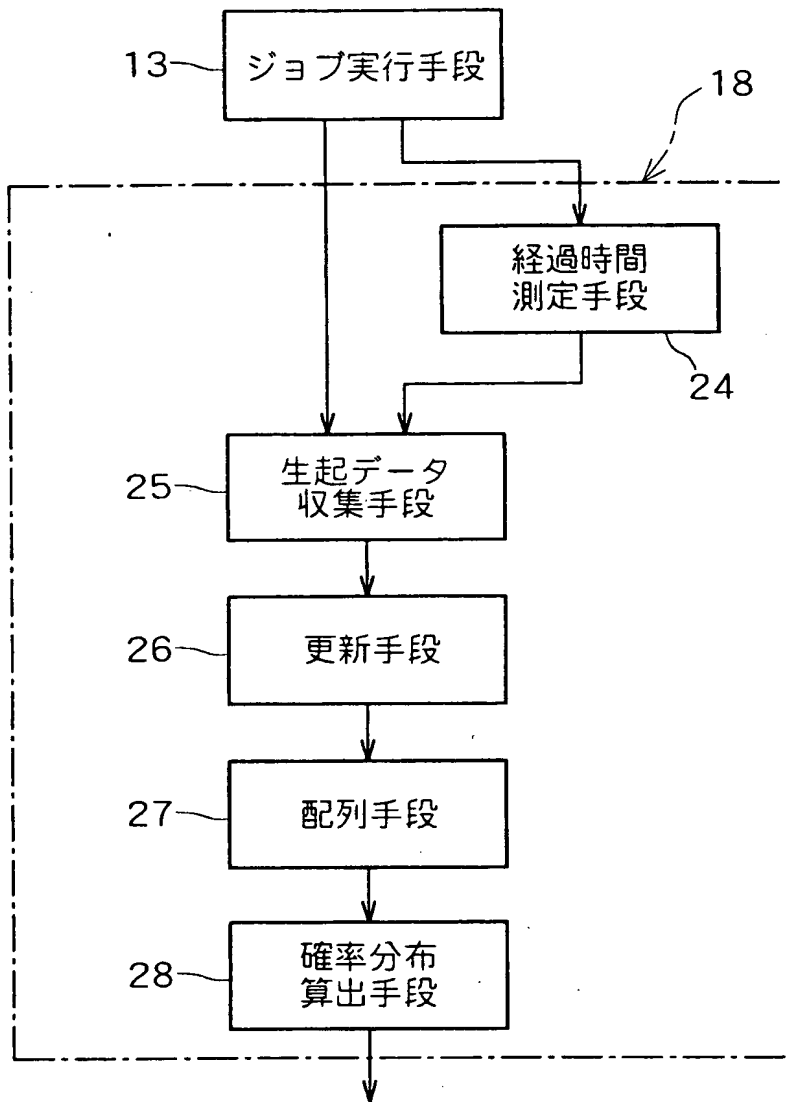 13
ジョブ実行手段
18
経過時間
測定手段
24
25
生起データ
収集手段
26
更新手段
27
配列手段
28
確率分布
算出手段